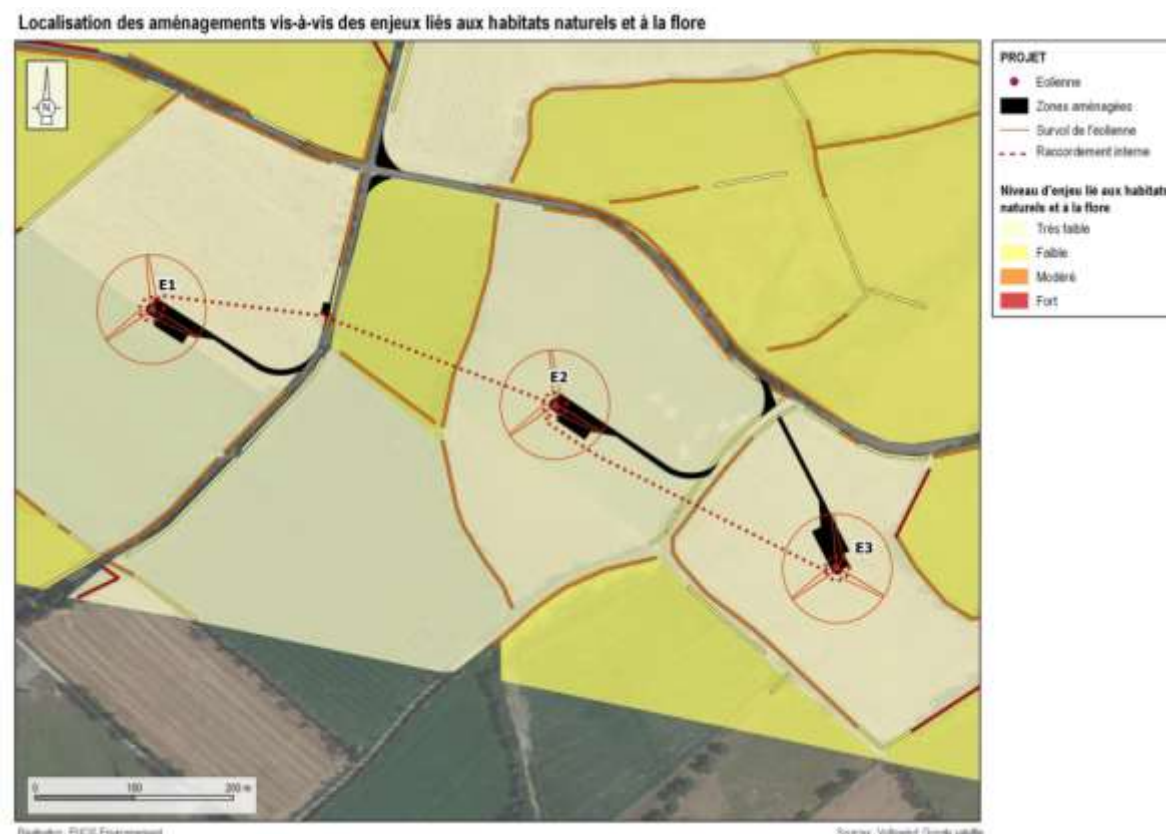 Localisation des aménagements vis-à-vis des enjeux liés aux habitats naturels et à la flore
N
E1
E2
E3
0 100 200 m
PROJET
Eolienne
Zones aménagées
Survol de l'éolienne
Raccordement interne
Niveau d'enjeu lié aux habitats
naturels et à la flore
Très faible
Faible
Modéré
Fort
Environnement
Sources